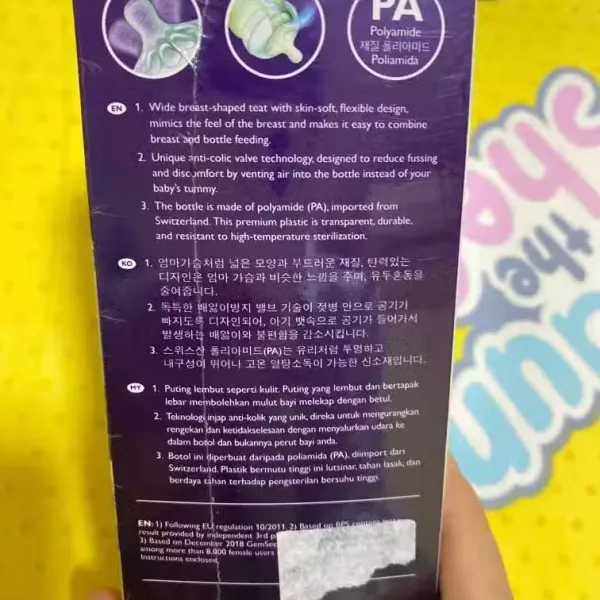 PA
Polyamide
재질 폴리아미드
Poliamida
EN 1. Wide breast-shaped teat with skin-soft, flexible design,
mimics the feel of the breast and makes it easy to combine
breast and bottle feeding.
2. Unique anti-colic valve technology, designed to reduce fussing
and discomfort by venting air into the bottle instead of your
baby's tummy.
3. The bottle is made of polyamide (PA), imported from
Switzerland. This premium plastic is transparent, durable,
and resistant to high-temperature sterilization.
KO 1. 엄마가슴처럼 넓은 모양과 부드러운 재질, 탄력있는
디자인은 엄마 가슴과 비슷한 느낌을 주며, 유두혼동을
줄여줍니다.
2. 독특한 배앓이방지 밸브 기술이 젖병 안으로 공기가
빠지도록 디자인되어, 아기 뱃속으로 공기가 들어가서
발생하는 배앓이와 불편함을 감소시킵니다.
3. 스위스산 폴리아미드(PA)는 유리처럼 투명하고
내구성이 뛰어나 고온 열탕소독이 가능한 신소재입니다.
MY 1. Puting lembut seperti kulit. Puting yang lembut dan bertapak
lebar membolehkan mulut bayi melekap dengan betul.
2. Teknologi injap anti-kolik yang unik, direka untuk mengurangkan
rengekan dan ketidakselesaan dengan menyalurkan udara ke
dalam botol dan bukannya perut bayi anda.
3. Botol ini diperbuat daripada poliamida (PA), diimport dari
Switzerland. Plastik bermutu tinggi ini lutsinar, tahan lasak, dan
berdaya tahan terhadap pengsterilan bersuhu tinggi.
EN: 1) Following EU regulation 10/2011. 2) Based on
result provided by independent 3rd
3) Based on December 2018
among more than 8,000 female users
Instructions enclosed.
the